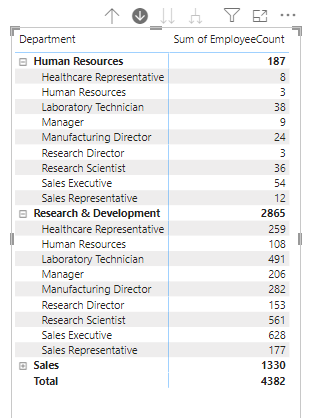 Department Sum of EmployeeCount
Human Resources 187
Healthcare Representative 8
Human Resources 3
Laboratory Technician 38
Manager 9
Manufacturing Director 24
Research Director 3
Research Scientist 36
Sales Executive 54
Sales Representative 12
Research & Development 2865
Healthcare Representative 259
Human Resources 108
Laboratory Technician 491
Manager 206
Manufacturing Director 282
Research Director 153
Research Scientist 561
Sales Executive 628
Sales Representative 177
Sales 1330
Total 4382